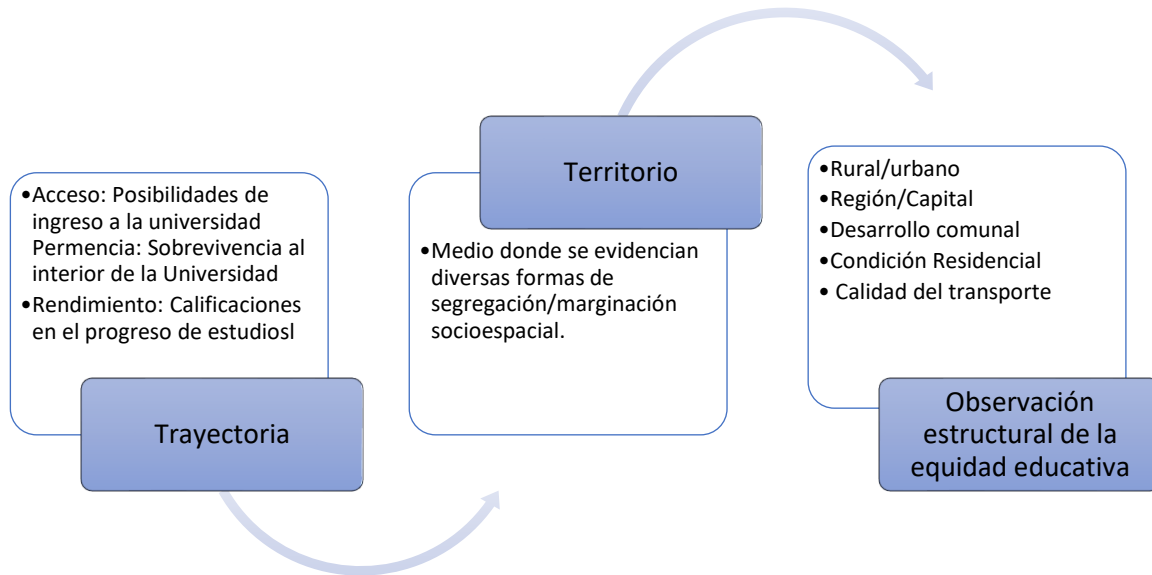 •Acceso: Posibilidades de
ingreso a la universidad
Permencia: Sobrevivencia al
interior de la Universidad
•Rendimiento: Calificaciones
en el progreso de estudiosl
Trayectoria
Territorio
•Medio donde se evidencian
diversas formas de
segregación/marginación
socioespacial.
•Rural/urbano
•Región/Capital
•Desarrollo comunal
•Condición Residencial
• Calidad del transporte
Observación
estructural de la
equidad educativa